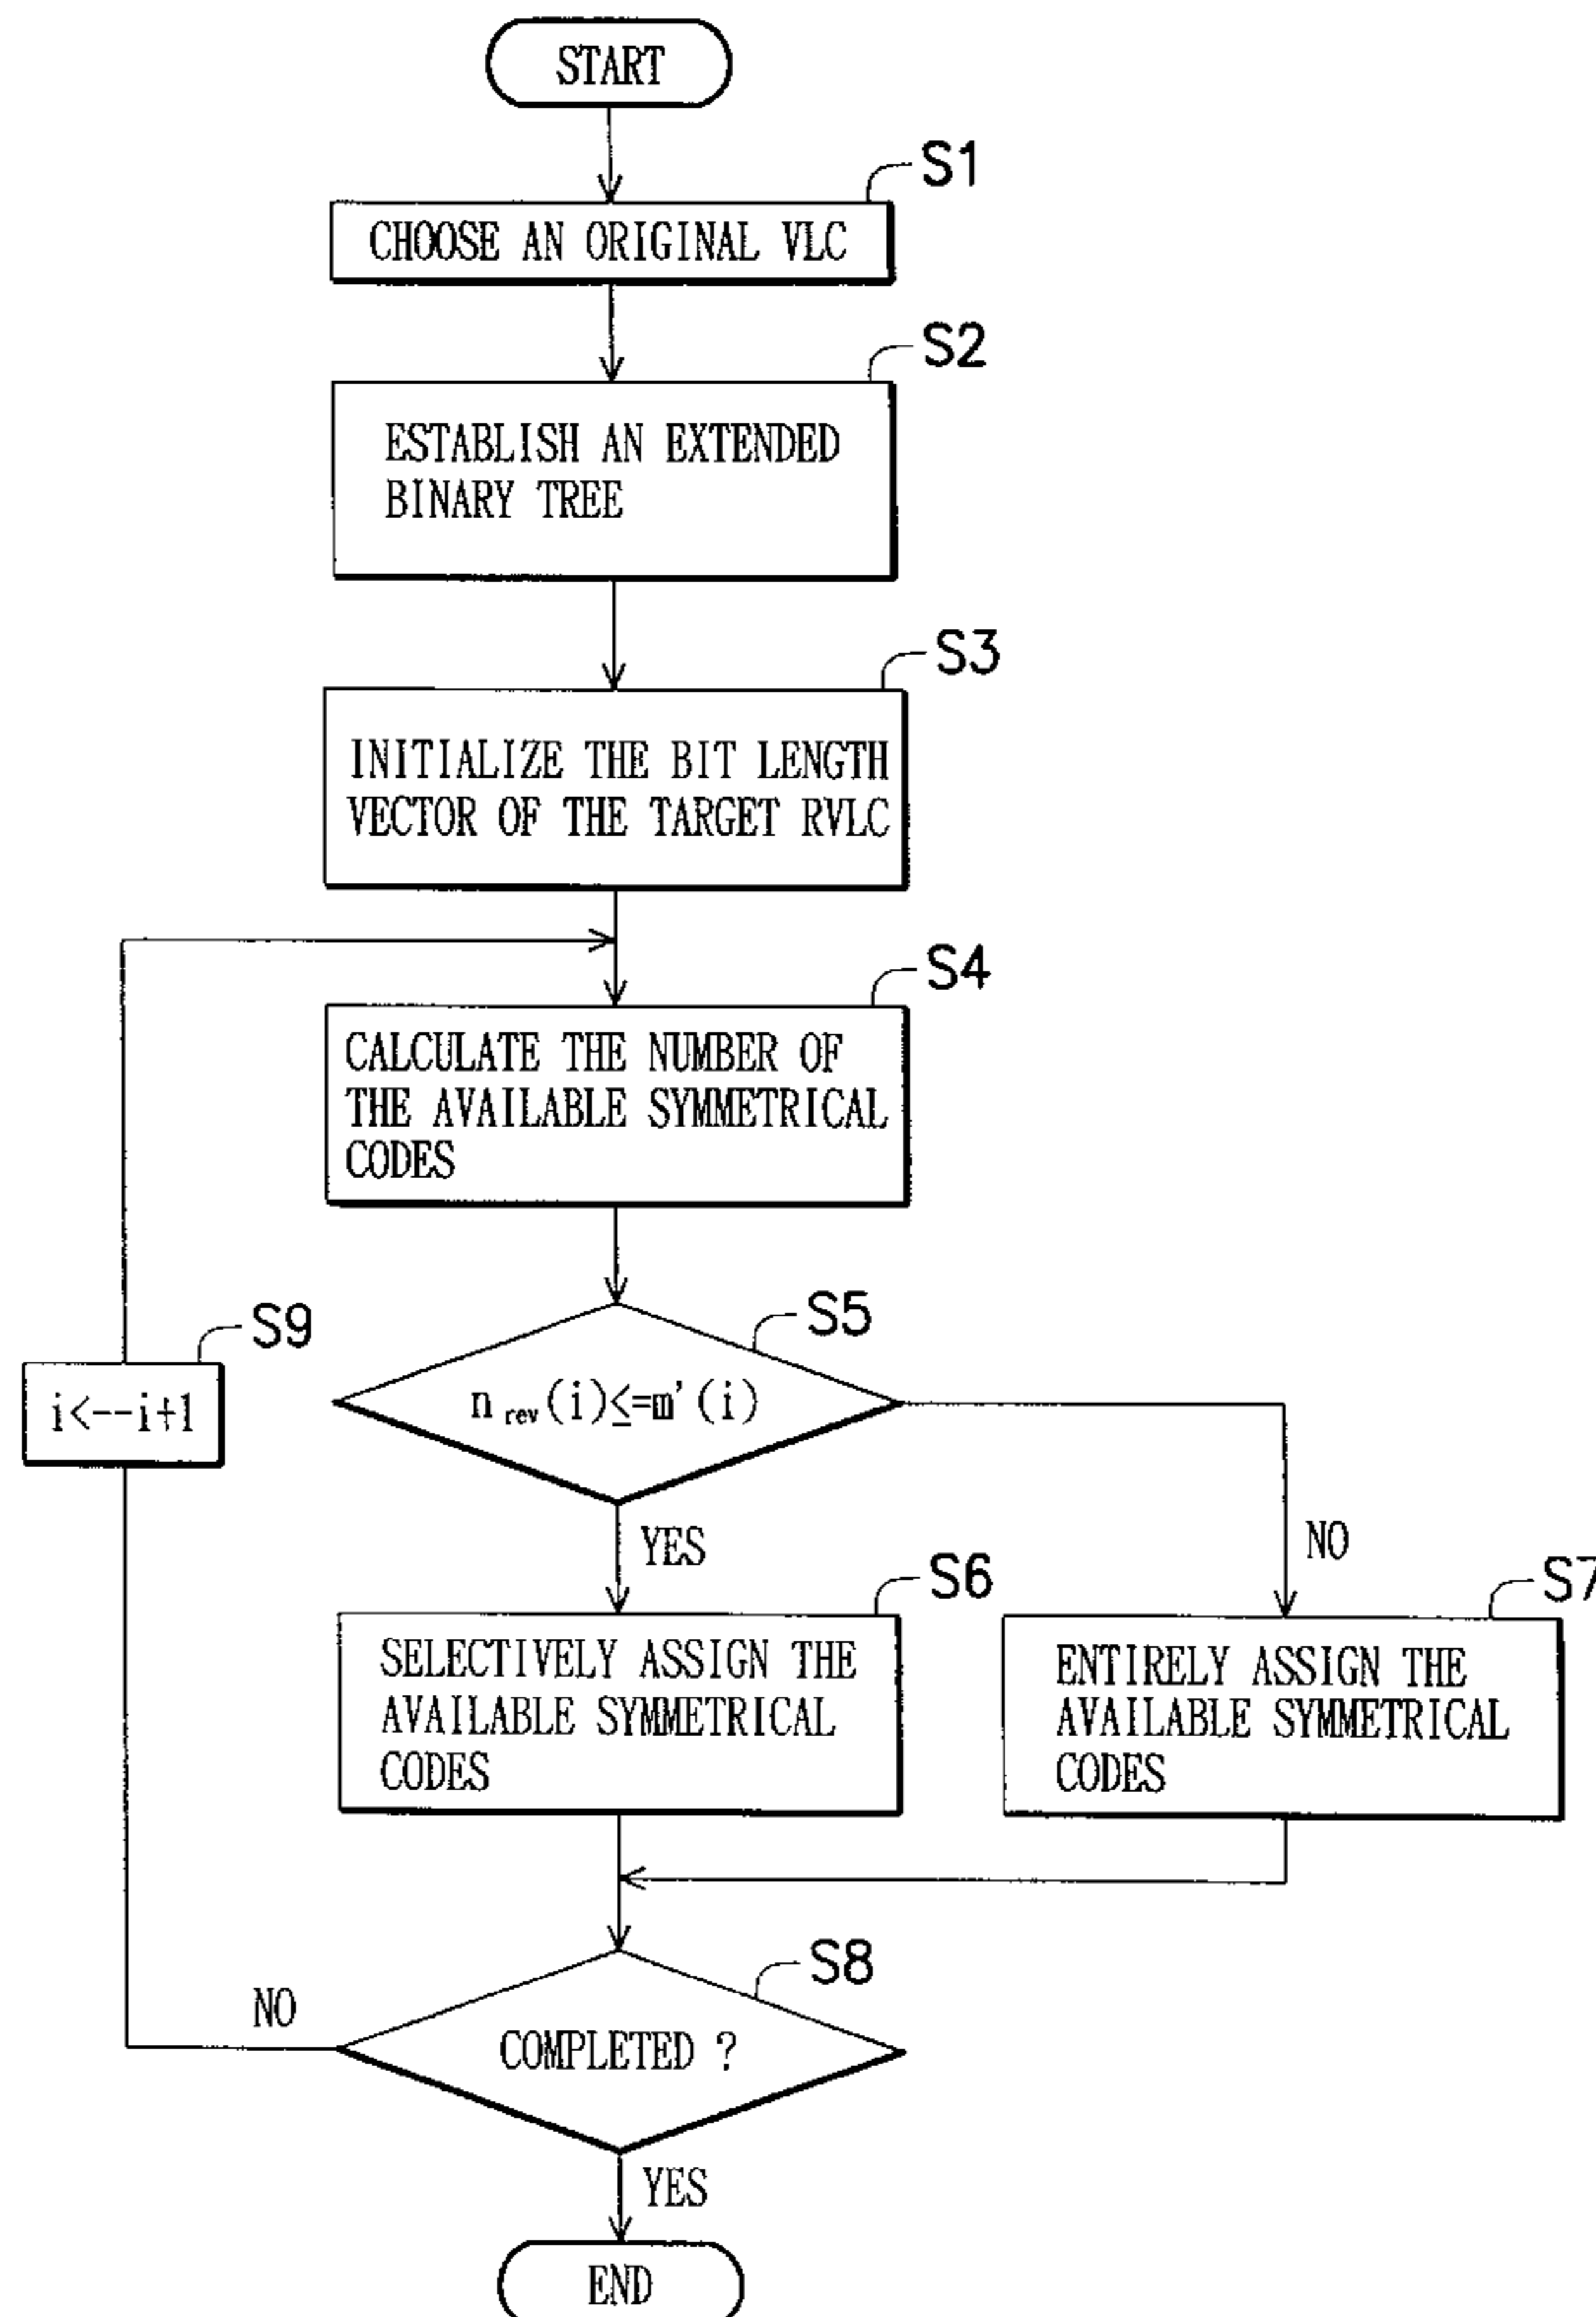 START
S1
CHOOSE AN ORIGINAL VLC
S2
ESTABLISH AN EXTENDED
BINARY TREE
S3
INITIALIZE THE BIT LENGTH
VECTOR OF THE TARGET RVLC
S4
CALCULATE THE NUMBER OF
THE AVAILABLE SYMMETRICAL
CODES
S9
i<--i+1
S5
n rev (i)≤=m'(i)
YES
NO
S6
SELECTIVELY ASSIGN THE
AVAILABLE SYMMETRICAL
CODES
S7
ENTIRELY ASSIGN THE
AVAILABLE SYMMETRICAL
CODES
S8
NO
COMPLETED ?
YES
END